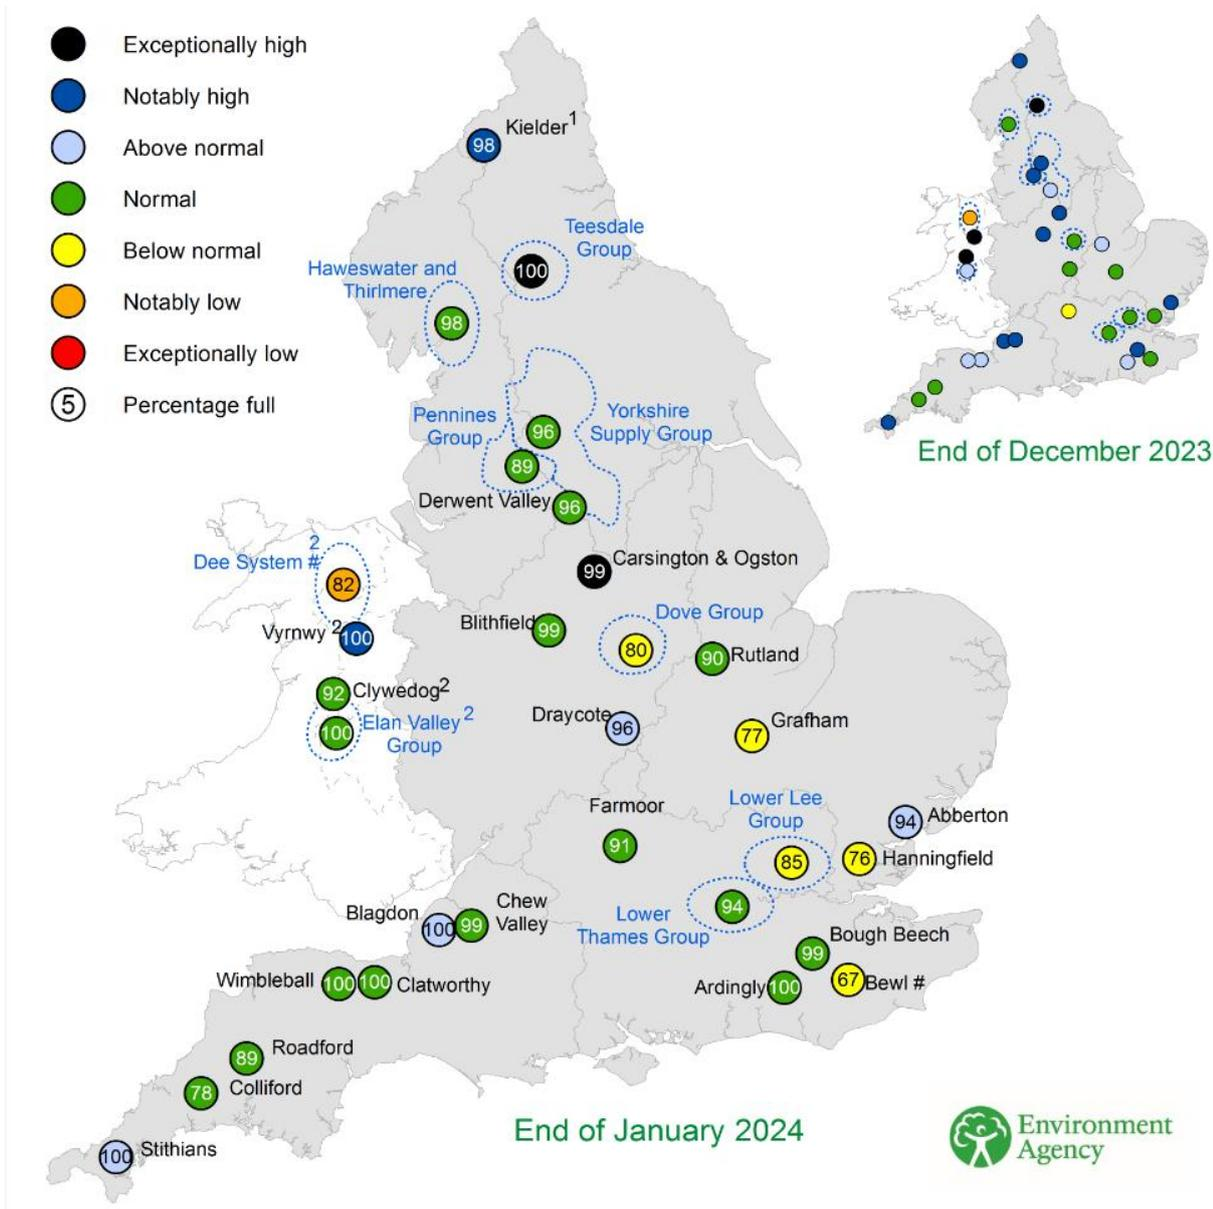 Exceptionally high
Notably high
Above normal
Normal
Below normal
Notably low
Exceptionally low
5 Percentage full
Kielder1
98
Teesdale
Group
100
Haweswater and
Thirlmere
98
Pennines
Group
Yorkshire
Supply Group
96
89
Derwent Valley
96
End of December 2023
Dee System #2
82
Carsington & Ogston
99
Vyrnwy 2
100
Blithfield
99
Dove Group
80
90
Rutland
92
Clywedog2
100
Elan Valley2
Group
Draycote
96
77
Grafham
Farmoor
91
Lower Lee
Group
85
94
Abberton
76
Hanningfield
Blagdon
100
99
Chew
Valley
94
Lower
Thames Group
Bough Beech
99
Wimbleball
100
100
Clatworthy
Ardingly
100
67
Bewl #
89
Roadford
78
Colliford
100
Stithians
End of January 2024
Environment
Agency